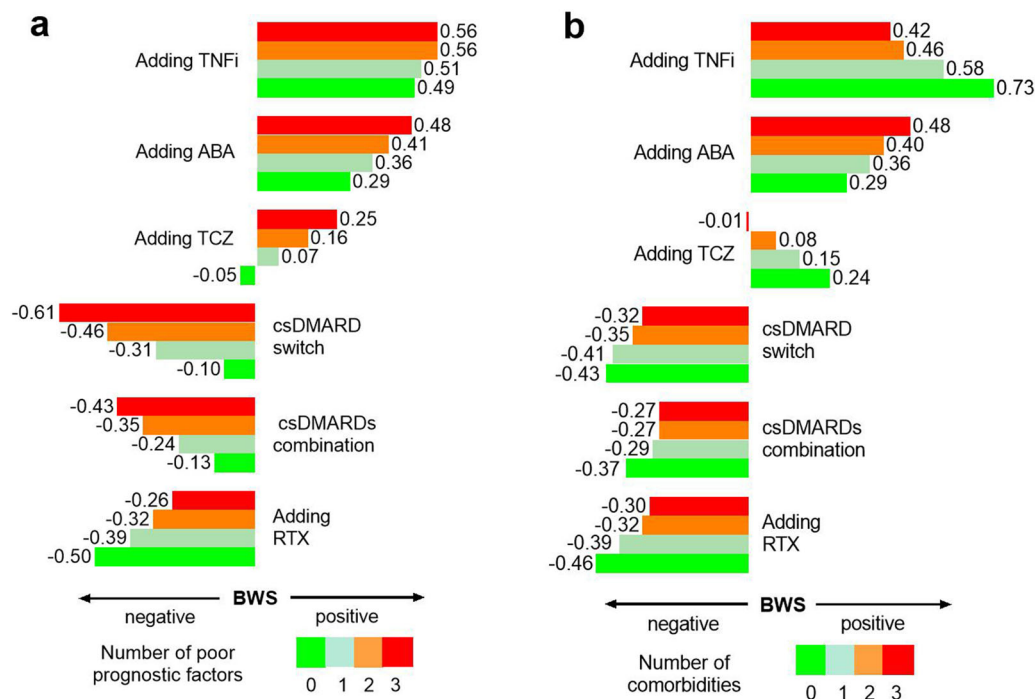 a
Adding TNFi
0.56
0.56
0.51
0.49
Adding ABA
0.48
0.41
0.36
0.29
Adding TCZ
0.25
0.16
0.07
-0.05
csDMARD
switch
-0.61
-0.46
-0.31
-0.10
csDMARDs
combination
-0.43
-0.35
-0.24
-0.13
Adding
RTX
-0.26
-0.32
-0.39
-0.50
BWS
negative
positive
Number of poor
prognostic factors
0 1 2 3
b
Adding TNFi
0.42
0.46
0.58
0.73
Adding ABA
0.48
0.40
0.36
0.29
Adding TCZ
-0.01
0.08
0.15
0.24
csDMARD
switch
-0.32
-0.35
-0.41
-0.43
csDMARDs
combination
-0.27
-0.27
-0.29
-0.37
Adding
RTX
-0.30
-0.32
-0.39
-0.46
BWS
negative
positive
Number of
comorbidities
0 1 2 3